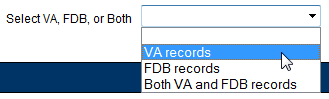 Select VA, FDB, or Both
VA records
FDB records
Both VA and FDB records